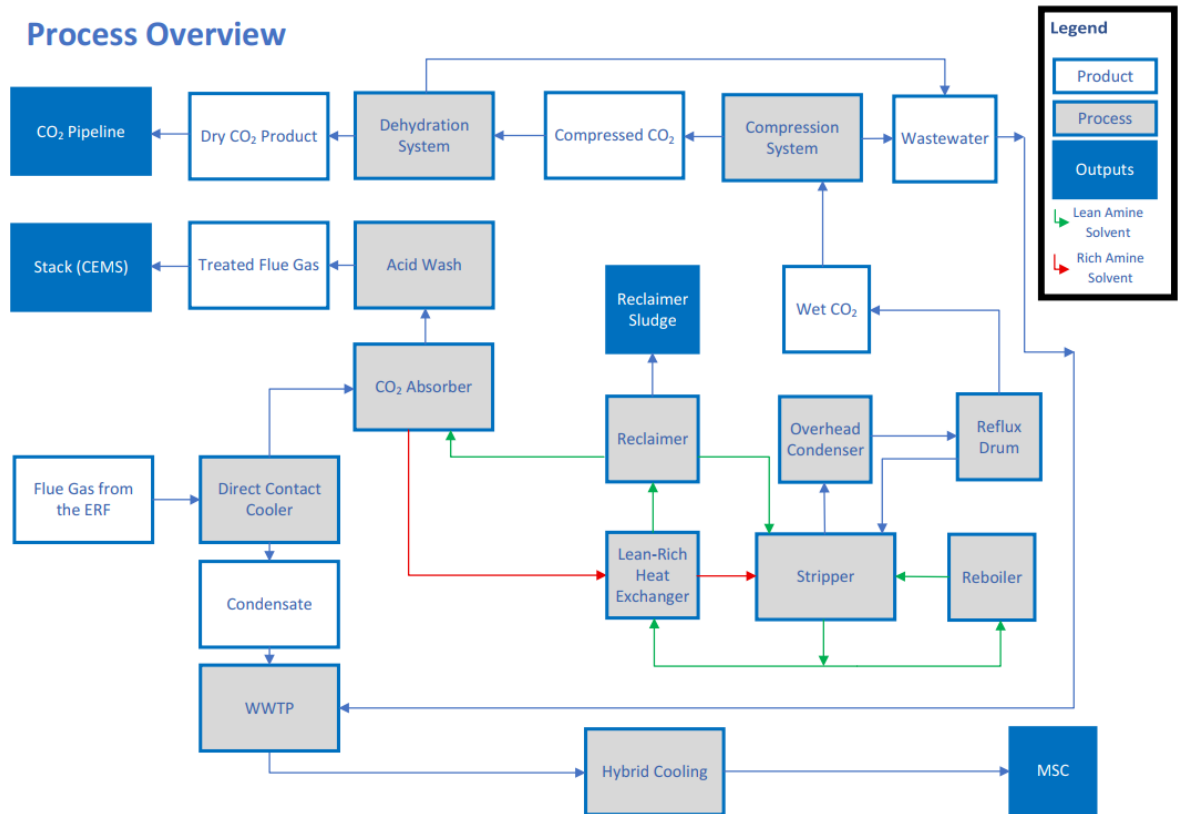 Process Overview
Legend
Product
Process
Outputs
Lean Amine
Solvent
Rich Amine
Solvent
CO₂ Pipeline
Dry CO₂ Product
Dehydration
System
Compressed CO₂
Compression
System
Wastewater
Stack (CEMS)
Treated Flue Gas
Acid Wash
Reclaimer
Sludge
Wet CO₂
CO₂ Absorber
Reclaimer
Overhead
Condenser
Reflux
Drum
Flue Gas from
the ERF
Direct Contact
Cooler
Lean-Rich
Heat
Exchanger
Stripper
Reboiler
Condensate
WWTP
Hybrid Cooling
MSC